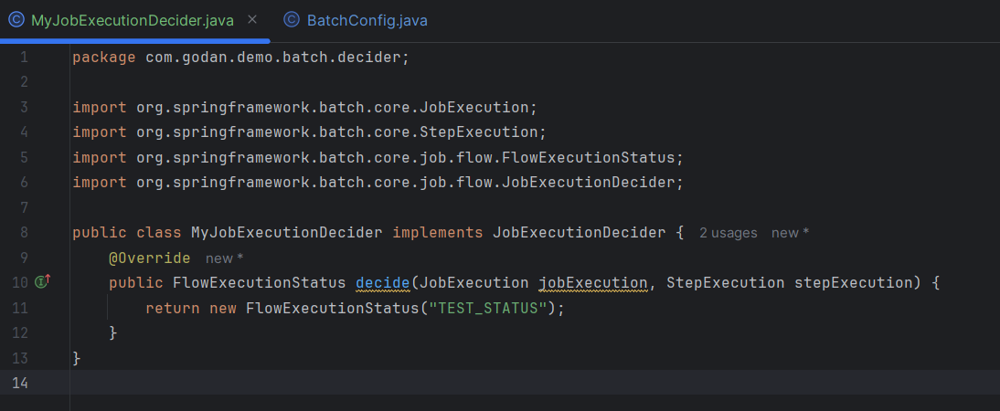 MyJobExecutionDecider.java × BatchConfig.java
1 package com.godan.demo.batch.decider;
2
3 import org.springframework.batch.core.JobExecution;
4 import org.springframework.batch.core.StepExecution;
5 import org.springframework.batch.core.job.flow.FlowExecutionStatus;
6 import org.springframework.batch.core.job.flow.JobExecutionDecider;
7
8 public class MyJobExecutionDecider implements JobExecutionDecider { 2 usages new *
9 @Override new *
10 public FlowExecutionStatus decide(JobExecution jobExecution, StepExecution stepExecution) {
11 return new FlowExecutionStatus("TEST_STATUS");
12 }
13 }
14